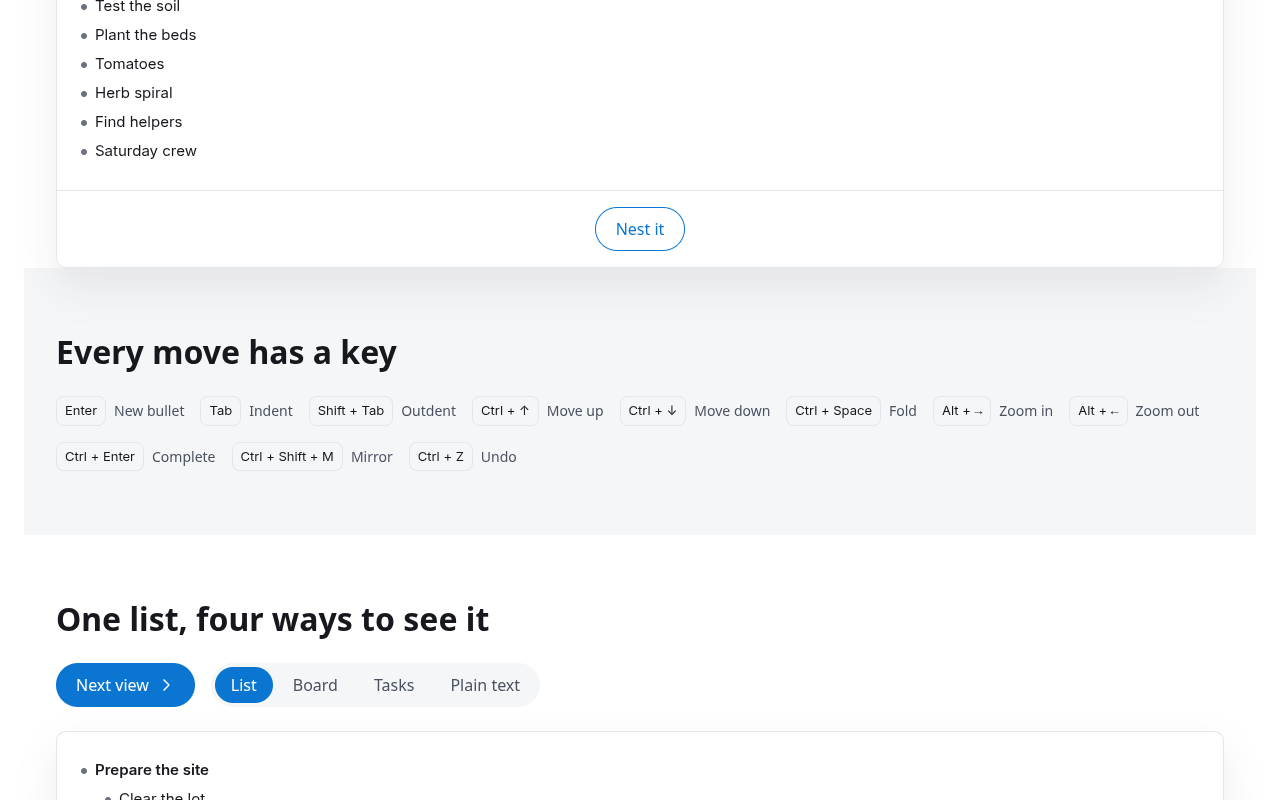 Test the soil
Plant the beds
Tomatoes
Herb spiral
Find helpers
Saturday crew
Nest it
Every move has a key
Enter New bullet Tab Indent Shift + Tab Outdent Ctrl + ↑ Move up Ctrl + ↓ Move down Ctrl + Space Fold Alt + → Zoom in Alt + ← Zoom out
Ctrl + Enter Complete Ctrl + Shift + M Mirror Ctrl + Z Undo
One list, four ways to see it
Next view List Board Tasks Plain text
Prepare the site
Clear the lot